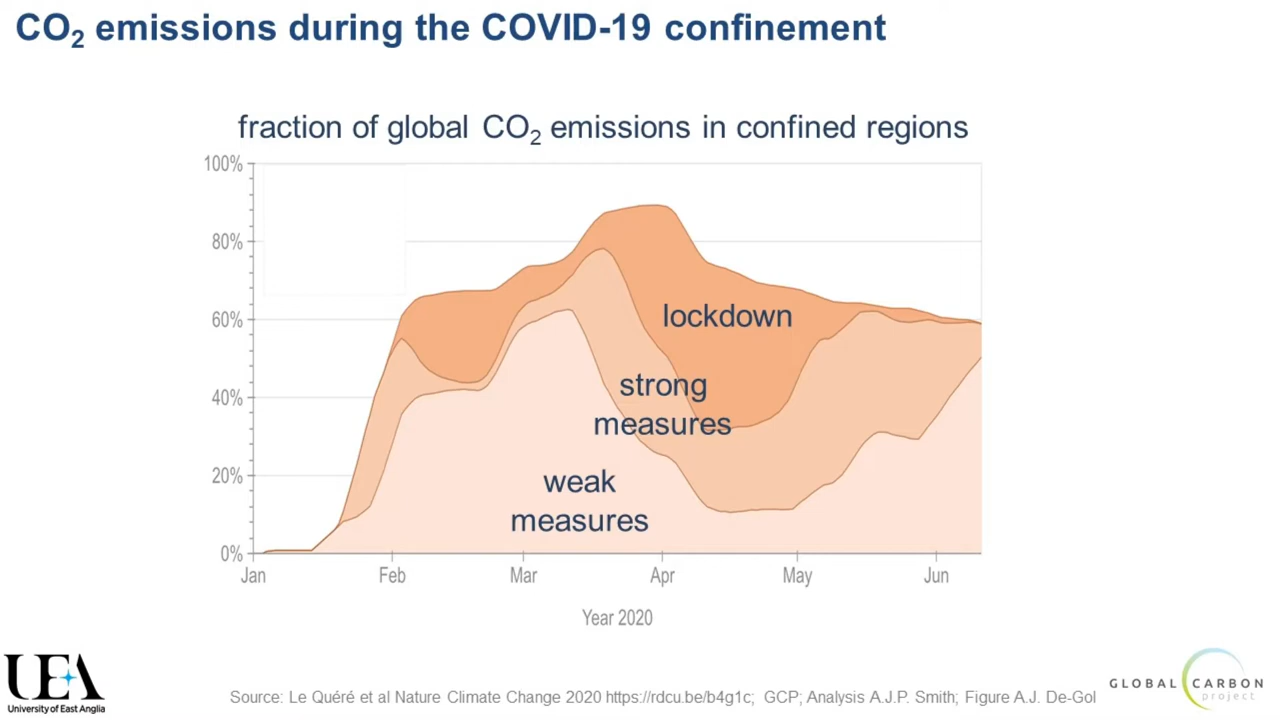 CO₂ emissions during the COVID-19 confinement
fraction of global CO₂ emissions in confined regions
100%
80%
60%
40%
20%
0%
lockdown
strong
measures
weak
measures
Jan Feb Mar Apr May Jun
Year 2020
UEA
University of East Anglia
Source: Le Quéré et al Nature Climate Change 2020 https://rdcu.be/b4g1c; GCP; Analysis A.J.P. Smith; Figure A.J. De-Gol
GLOBAL CARBON
project